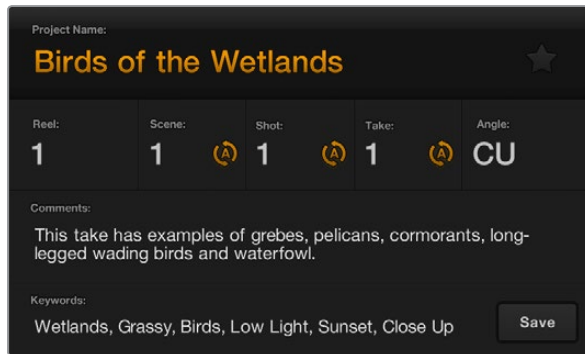 Project Name:
Birds of the Wetlands
Reel: Scene: Shot: Take: Angle:
1 1 A 1 A 1 A CU
Comments:
This take has examples of grebes, pelicans, cormorants, long-
legged wading birds and waterfowl.
Keywords:
Wetlands, Grassy, Birds, Low Light, Sunset, Close Up
Save